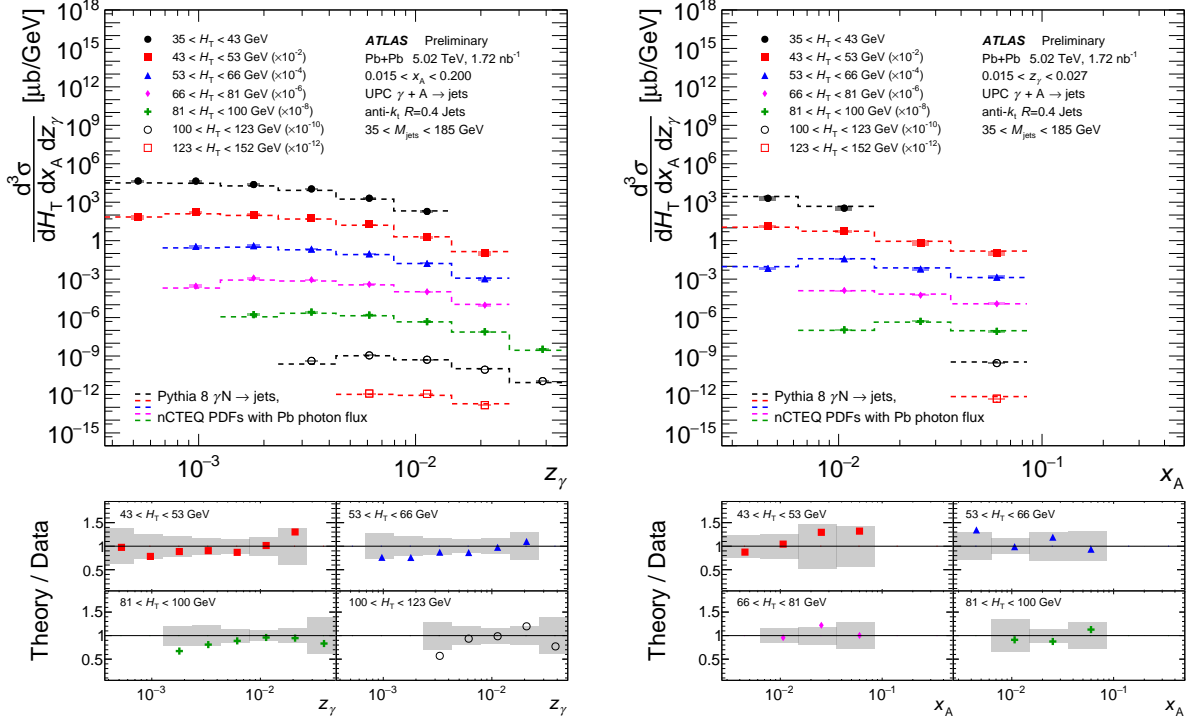 [μb/GeV]
d³σ
dH_T dx_A dz_γ
10^18
10^15
10^12
10^9
10^6
10^3
1
10^−3
10^−6
10^−9
10^−12
10^−15
35 < H_T < 43 GeV
43 < H_T < 53 GeV (×10^-2)
53 < H_T < 66 GeV (×10^-4)
66 < H_T < 81 GeV (×10^-6)
81 < H_T < 100 GeV (×10^-8)
100 < H_T < 123 GeV (×10^-10)
123 < H_T < 152 GeV (×10^-12)
ATLAS Preliminary
Pb+Pb 5.02 TeV, 1.72 nb^-1
0.015 < x_A < 0.200
UPC γ + A → jets
anti-k_t R=0.4 Jets
35 < M_jets < 185 GeV
Pythia 8 γN → jets,
nCTEQ PDFs with Pb photon flux
10^−3 10^−2
z_γ
Theory / Data
43 < H_T < 53 GeV
53 < H_T < 66 GeV
1.5
1
0.5
81 < H_T < 100 GeV
100 < H_T < 123 GeV
1.5
1
0.5
10^−3 10^−2 z_γ
10^−3 10^−2 z_γ
[μb/GeV]
d³σ
dH_T dx_A dz_γ
10^18
10^15
10^12
10^9
10^6
10^3
1
10^−3
10^−6
10^−9
10^−12
10^−15
35 < H_T < 43 GeV
43 < H_T < 53 GeV (×10^-2)
53 < H_T < 66 GeV (×10^-4)
66 < H_T < 81 GeV (×10^-6)
81 < H_T < 100 GeV (×10^-8)
100 < H_T < 123 GeV (×10^-10)
123 < H_T < 152 GeV (×10^-12)
ATLAS Preliminary
Pb+Pb 5.02 TeV, 1.72 nb^-1
0.015 < z_γ < 0.027
UPC γ + A → jets
anti-k_t R=0.4 Jets
35 < M_jets < 185 GeV
Pythia 8 γN → jets,
nCTEQ PDFs with Pb photon flux
10^−2 10^−1
x_A
Theory / Data
43 < H_T < 53 GeV
53 < H_T < 66 GeV
1.5
1
0.5
66 < H_T < 81 GeV
81 < H_T < 100 GeV
1.5
1
0.5
10^−2 10^−1 x_A
10^−2 10^−1 x_A